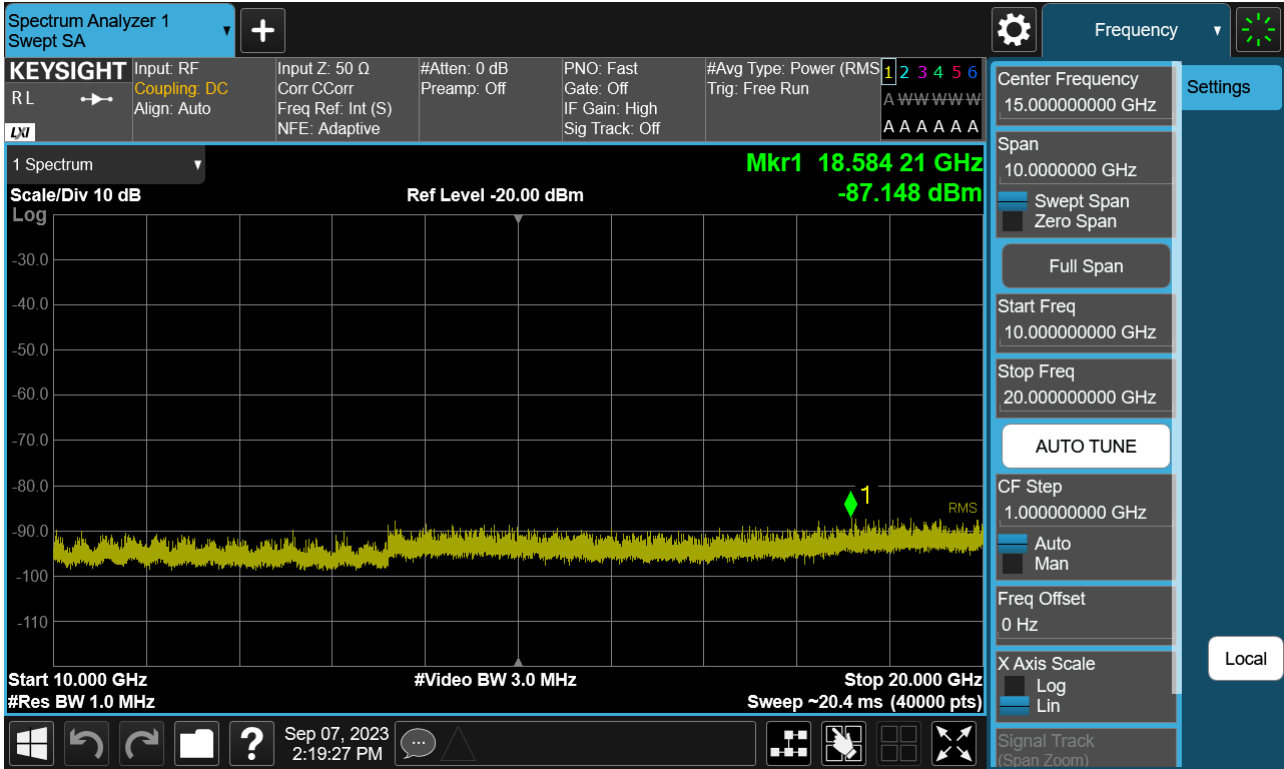 Spectrum Analyzer 1
Swept SA
Frequency
KEYSIGHT
R L
LXI
Input: RF
Coupling: DC
Align: Auto
Input Z: 50 Ω
Corr CCorr
Freq Ref: Int (S)
NFE: Adaptive
#Atten: 0 dB
Preamp: Off
PNO: Fast
Gate: Off
IF Gain: High
Sig Track: Off
#Avg Type: Power (RMS
Trig: Free Run
1 2 3 4 5 6
A W W W W W
A A A A A A
1 Spectrum
Mkr1 18.584 21 GHz
-87.148 dBm
Scale/Div 10 dB
Ref Level -20.00 dBm
Log
-30.0
-40.0
-50.0
-60.0
-70.0
-80.0
-90.0
-100
-110
1
RMS
Start 10.000 GHz
#Video BW 3.0 MHz
Stop 20.000 GHz
#Res BW 1.0 MHz
Sweep ~20.4 ms (40000 pts)
?
Sep 07, 2023
2:19:27 PM
Center Frequency
15.000000000 GHz
Span
10.0000000 GHz
Swept Span
Zero Span
Full Span
Start Freq
10.000000000 GHz
Stop Freq
20.000000000 GHz
AUTO TUNE
CF Step
1.000000000 GHz
Auto
Man
Freq Offset
0 Hz
X Axis Scale
Log
Lin
Signal Track
(Span Zoom)
Settings
Local